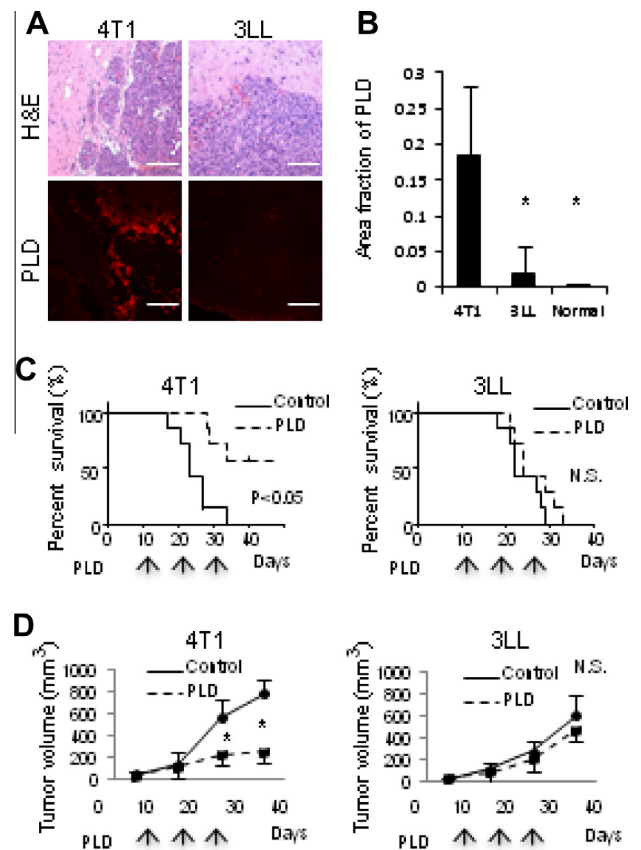 A
4T1
3LL
H&E
PLD
B
Area fraction of PLD
0.3
0.25
0.2
0.15
0.1
0.05
0
*
*
4T1
3LL
Normal
C
4T1
Percent survival (%)
100
50
0
Control
PLD
P<0.05
0 10 20 30 40
Days
PLD
3LL
Percent survival (%)
100
50
0
Control
PLD
N.S.
0 10 20 30 40
Days
PLD
D
4T1
Tumor volume (mm³)
1000
800
600
400
200
0
Control
PLD
*
*
0 10 20 30 40
PLD
Days
3LL
Tumor volume (mm³)
1000
800
600
400
200
0
Control
PLD
N.S.
0 10 20 30 40
PLD
Days